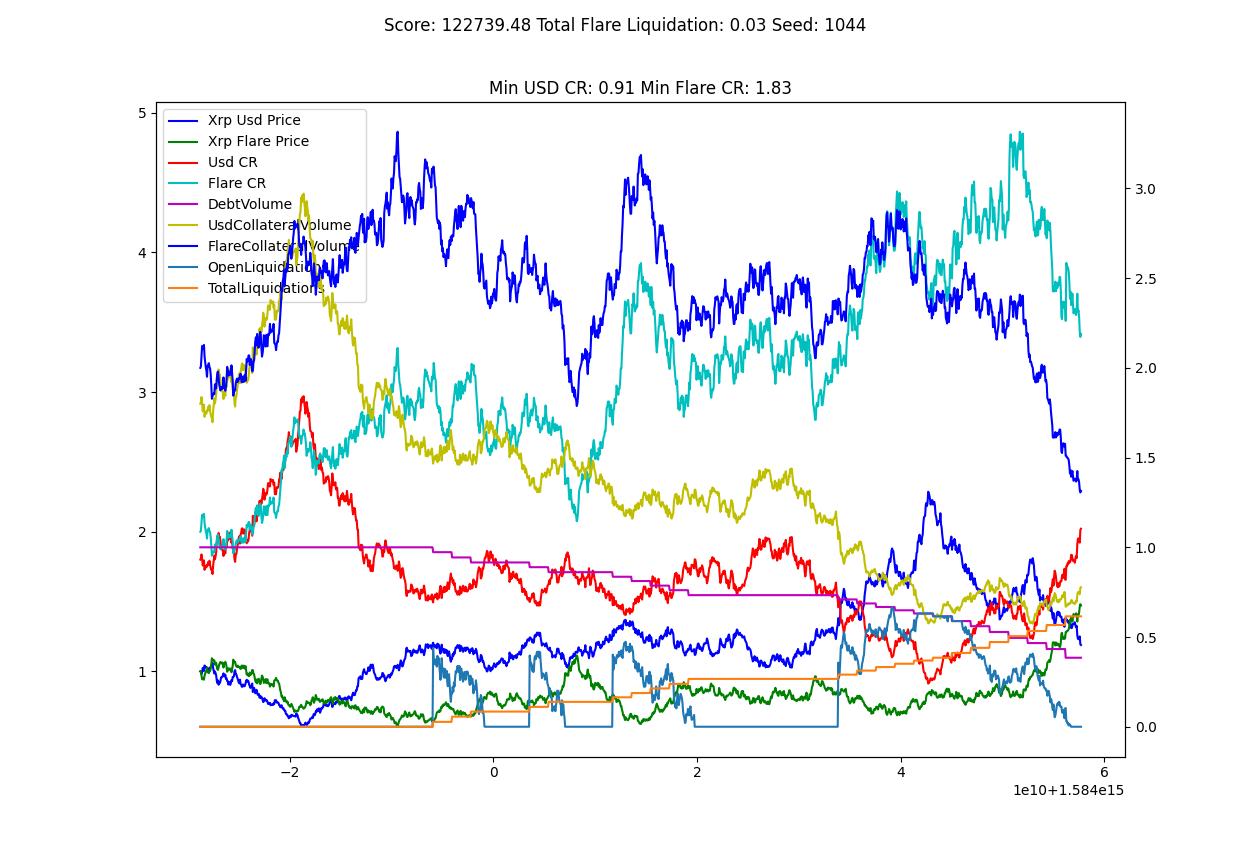 Score: 122739.48 Total Flare Liquidation: 0.03 Seed: 1044
Min USD CR: 0.91 Min Flare CR: 1.83
Xrp Usd Price
Xrp Flare Price
Usd CR
Flare CR
DebtVolume
UsdCollateralVolume
FlareCollateralVolume
OpenLiquidations
TotalLiquidations
5
4
3
2
1
3.0
2.5
2.0
1.5
1.0
0.5
0.0
−2
0
2
4
6
1e10+1.584e15